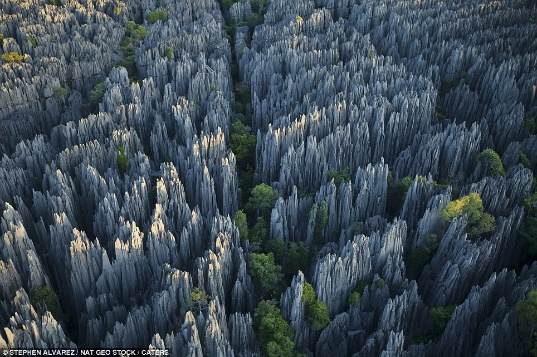 © STEPHEN ALVAREZ / NAT GEO STOCK / CATERS